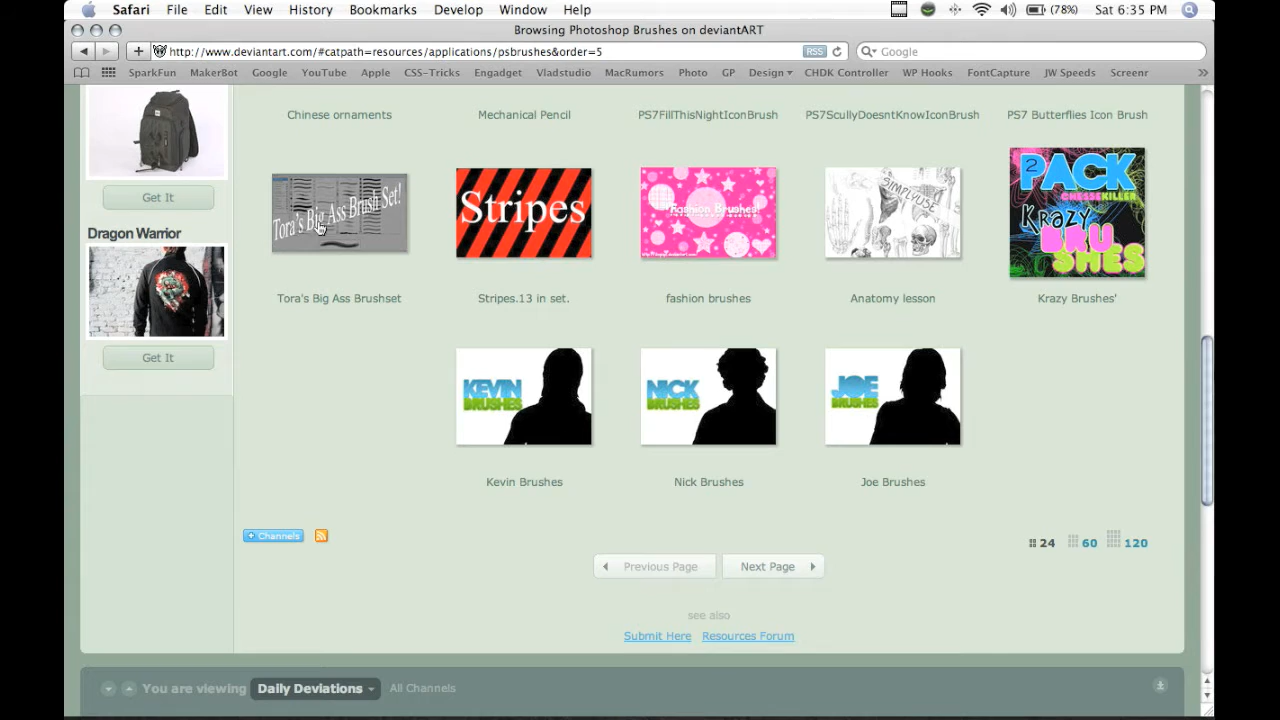 Safari File Edit View History Bookmarks Develop Window Help (78%) Sat 6:35 PM
Browsing Photoshop Brushes on deviantART
http://www.deviantart.com/#catpath=resources/applications/psbrushes&order=5 RSS Google
SparkFun MakerBot Google YouTube Apple CSS-Tricks Engadget Vladstudio MacRumors Photo GP Design CHDK Controller WP Hooks FontCapture JW Speeds Screenr
Chinese ornaments Mechanical Pencil PS7FillThisNightIconBrush PS7ScullyDoesntKnowIconBrush PS7 Butterflies Icon Brush
Get It
Dragon Warrior
Get It
Tora's Big Ass Brush Set!
Stripes
Fashion Brushes!
2 PACK
CHESSEKILLER
KRAZY
BRUSHES
Tora's Big Ass Brushset Stripes.13 in set. fashion brushes Anatomy lesson Krazy Brushes'
KEVIN
BRUSHES
NICK
BRUSHES
JOE
BRUSHES
Kevin Brushes Nick Brushes Joe Brushes
+ Channels
24 60 120
Previous Page Next Page
see also
Submit Here Resources Forum
You are viewing Daily Deviations All Channels